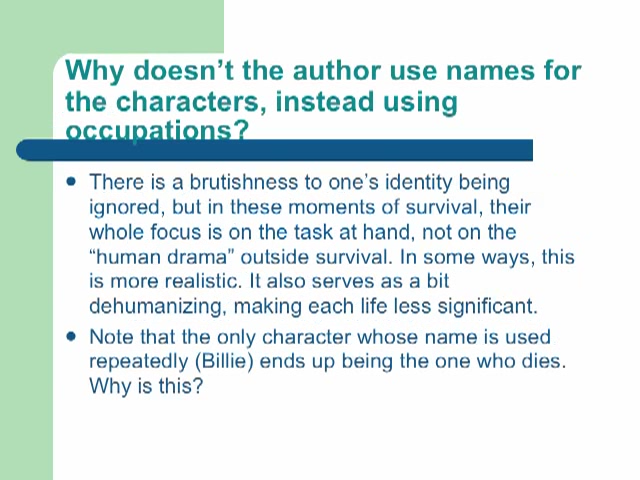 Why doesn’t the author use names for
the characters, instead using
occupations?
There is a brutishness to one’s identity being
ignored, but in these moments of survival, their
whole focus is on the task at hand, not on the
“human drama” outside survival. In some ways, this
is more realistic. It also serves as a bit
dehumanizing, making each life less significant.
Note that the only character whose name is used
repeatedly (Billie) ends up being the one who dies.
Why is this?